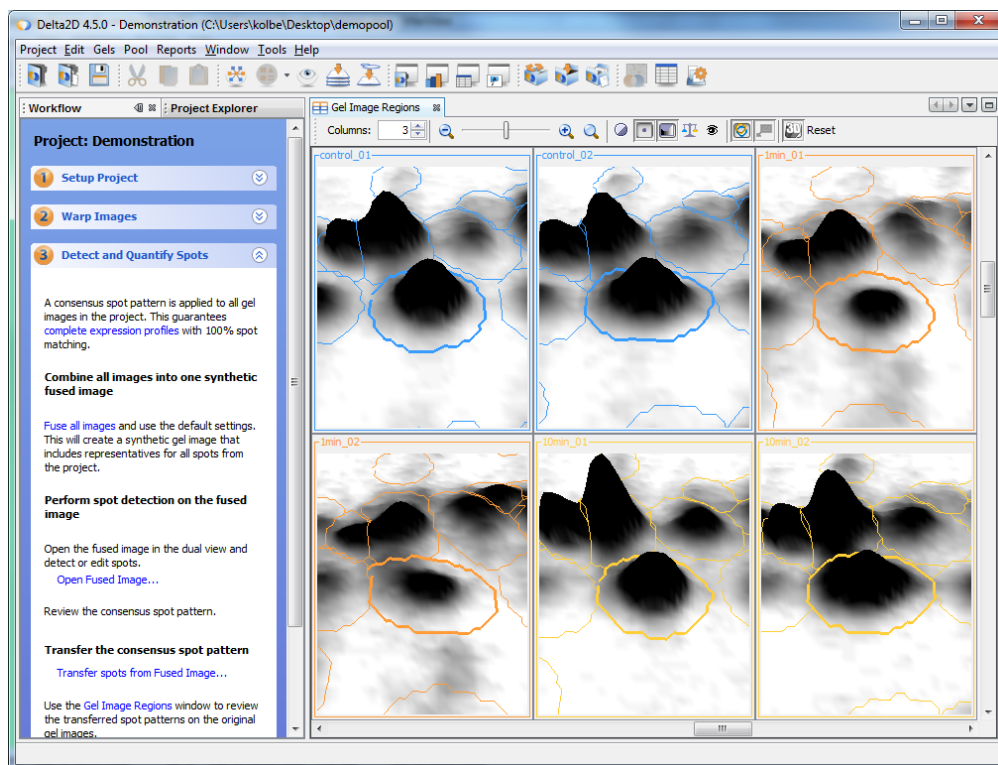 Delta2D 4.5.0 - Demonstration (C:\Users\kolbe\Desktop\demopool)
Project Edit Gels Pool Reports Window Tools Help
Workflow
Project Explorer
Project: Demonstration
1 Setup Project
2 Warp Images
3 Detect and Quantify Spots
A consensus spot pattern is applied to all gel
images in the project. This guarantees
complete expression profiles with 100% spot
matching.
Combine all images into one synthetic
fused image
Fuse all images and use the default settings.
This will create a synthetic gel image that
includes representatives for all spots from
the project.
Perform spot detection on the fused
image
Open the fused image in the dual view and
detect or edit spots.
Open Fused Image...
Review the consensus spot pattern.
Transfer the consensus spot pattern
Transfer spots from Fused Image...
Use the Gel Image Regions window to review
the transferred spot patterns on the original
gel images.
Gel Image Regions
Columns: 3
3D Reset
control_01
control_02
1min_01
1min_02
10min_01
10min_02